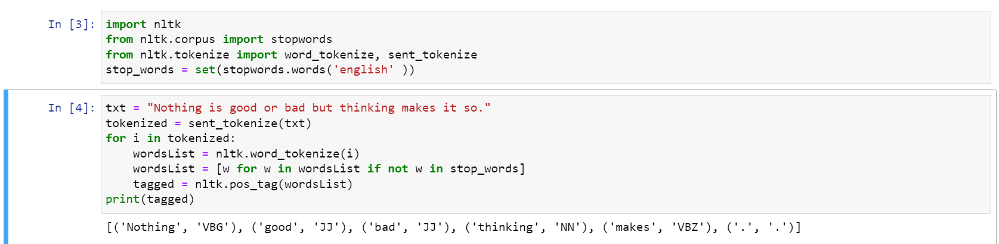 In [3]: import nltk
from nltk.corpus import stopwords
from nltk.tokenize import word_tokenize, sent_tokenize
stop_words = set(stopwords.words('english' ))
In [4]: txt = "Nothing is good or bad but thinking makes it so."
tokenized = sent_tokenize(txt)
for i in tokenized:
    wordsList = nltk.word_tokenize(i)
    wordsList = [w for w in wordsList if not w in stop_words]
    tagged = nltk.pos_tag(wordsList)
print(tagged)
[('Nothing', 'VBG'), ('good', 'JJ'), ('bad', 'JJ'), ('thinking', 'NN'), ('makes', 'VBZ'), ('.', '.')]